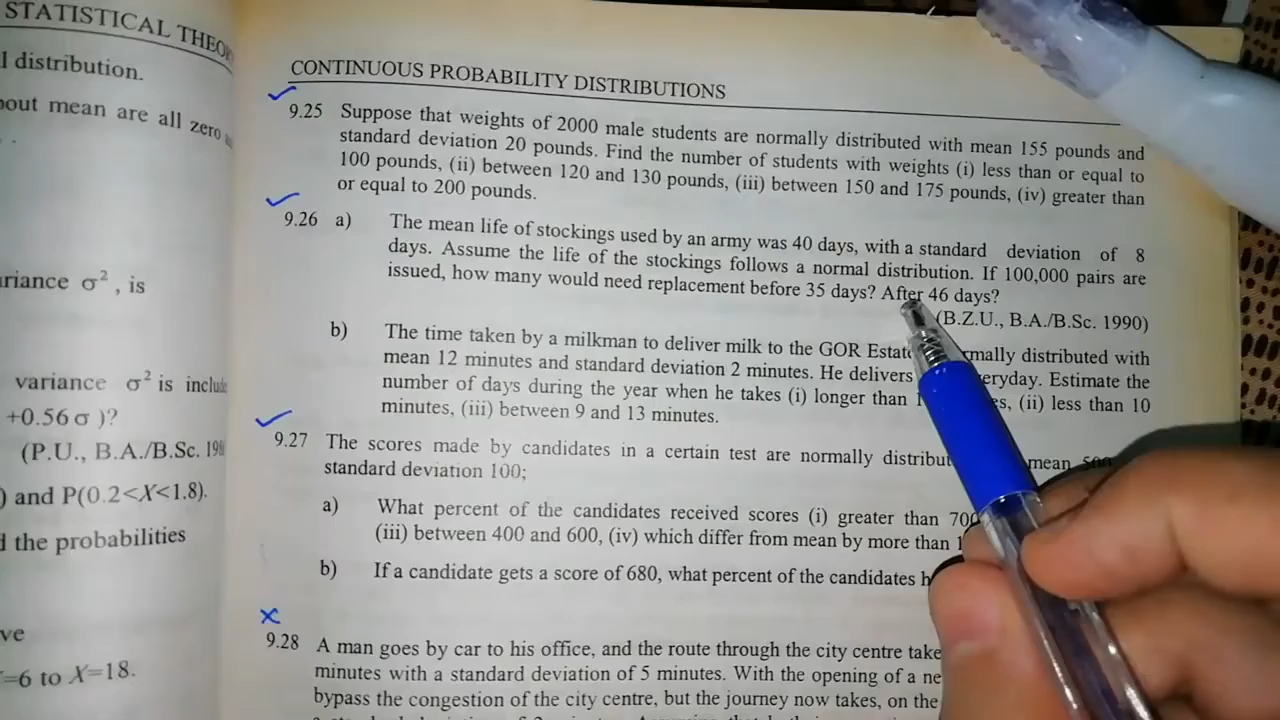 STATISTICAL
l distribution.
out mean are all zero
riance σ², is
variance σ² is
+0.56σ)?
(P.U., B.A./B.Sc.
) and P(0.2<X<1.8).
the probabilities
ve
=6 to X=18.
CONTINUOUS PROBABILITY DISTRIBUTIONS
9.25 Suppose that weights of 2000 male students are normally distributed with mean 155 pounds and
standard deviation 20 pounds. Find the number of students with weights (i) less than or equal to
100 pounds, (ii) between 120 and 130 pounds, (iii) between 150 and 175 pounds, (iv) greater than
or equal to 200 pounds.
9.26 a) The mean life of stockings used by an army was 40 days, with a standard deviation of 8
days. Assume the life of the stockings follows a normal distribution. If 100,000 pairs are
issued, how many would need replacement before 35 days? After 46 days?
(B.Z.U., B.A./B.Sc. 1990)
b) The time taken by a milkman to deliver milk to the GOR Estate mally distributed with
mean 12 minutes and standard deviation 2 minutes. He delivers everyday. Estimate the
number of days during the year when he takes (i) longer than es, (ii) less than 10
minutes, (iii) between 9 and 13 minutes.
9.27 The scores made by candidates in a certain test are normally distribut mean 500
standard deviation 100;
a) What percent of the candidates received scores (i) greater than 700
(iii) between 400 and 600, (iv) which differ from mean by more than
b) If a candidate gets a score of 680, what percent of the candidates h
9.28 A man goes by car to his office, and the route through the city centre take
minutes with a standard deviation of 5 minutes. With the opening of a ne
bypass the congestion of the city centre, but the journey now takes, on the